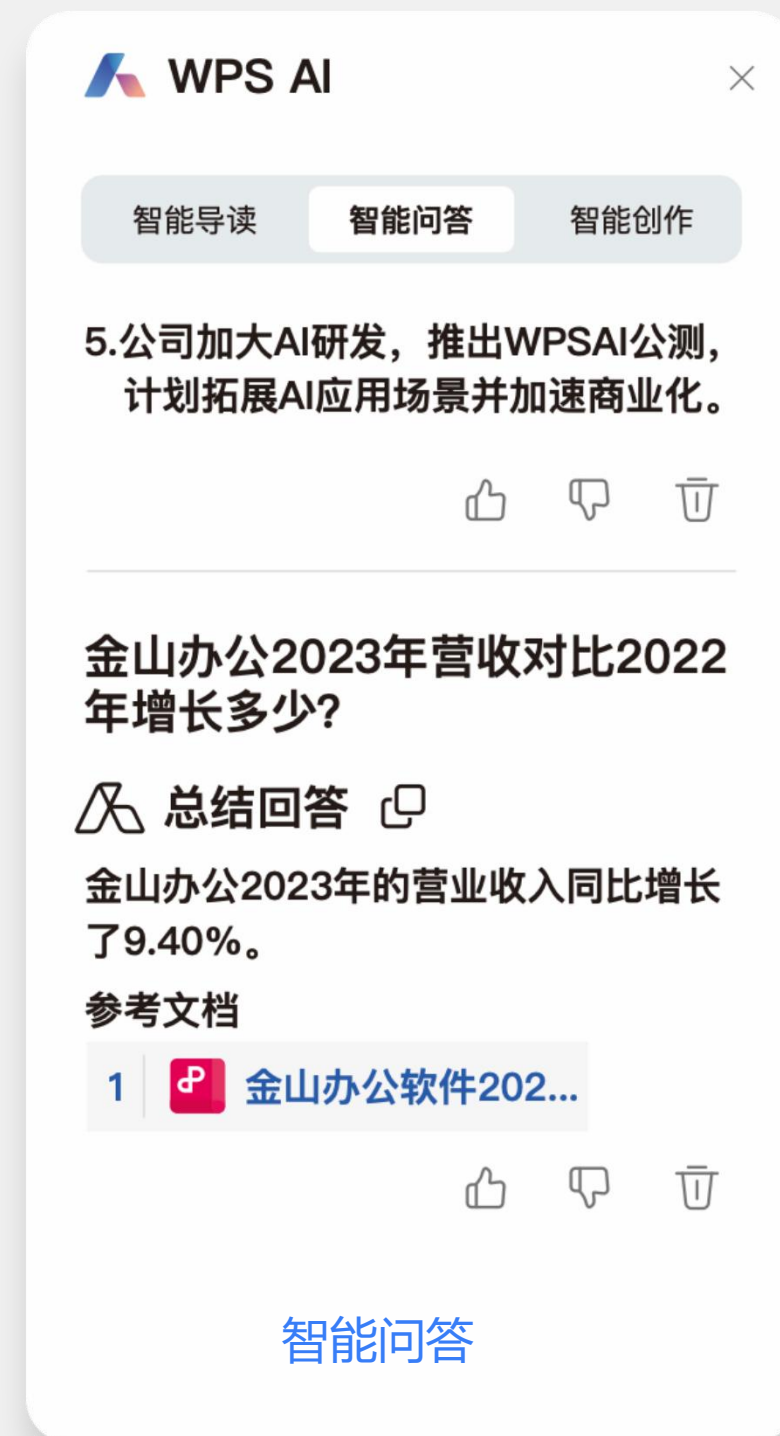 WPS AI
智能导读 智能问答 智能创作
5.公司加大AI研发，推出WPSAI公测，
计划拓展AI应用场景并加速商业化。
金山办公2023年营收对比2022
年增长多少？
总结回答
金山办公2023年的营业收入同比增长
了9.40%。
参考文档
1 金山办公软件202...
智能问答